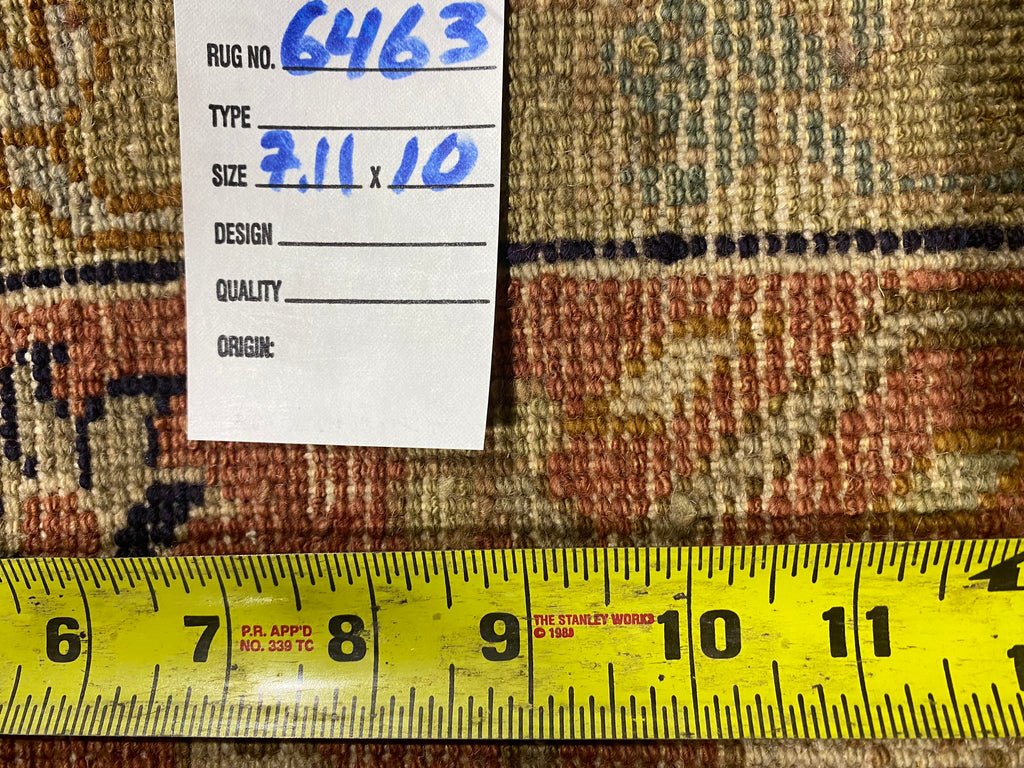 RUG NO. 6463
TYPE
SIZE 7.11 x 10
DESIGN
QUALITY
ORIGIN:
6 7 P.R. APP'D 8 9 THE STANLEY WORKS 10 11
NO. 339 TC © 1988